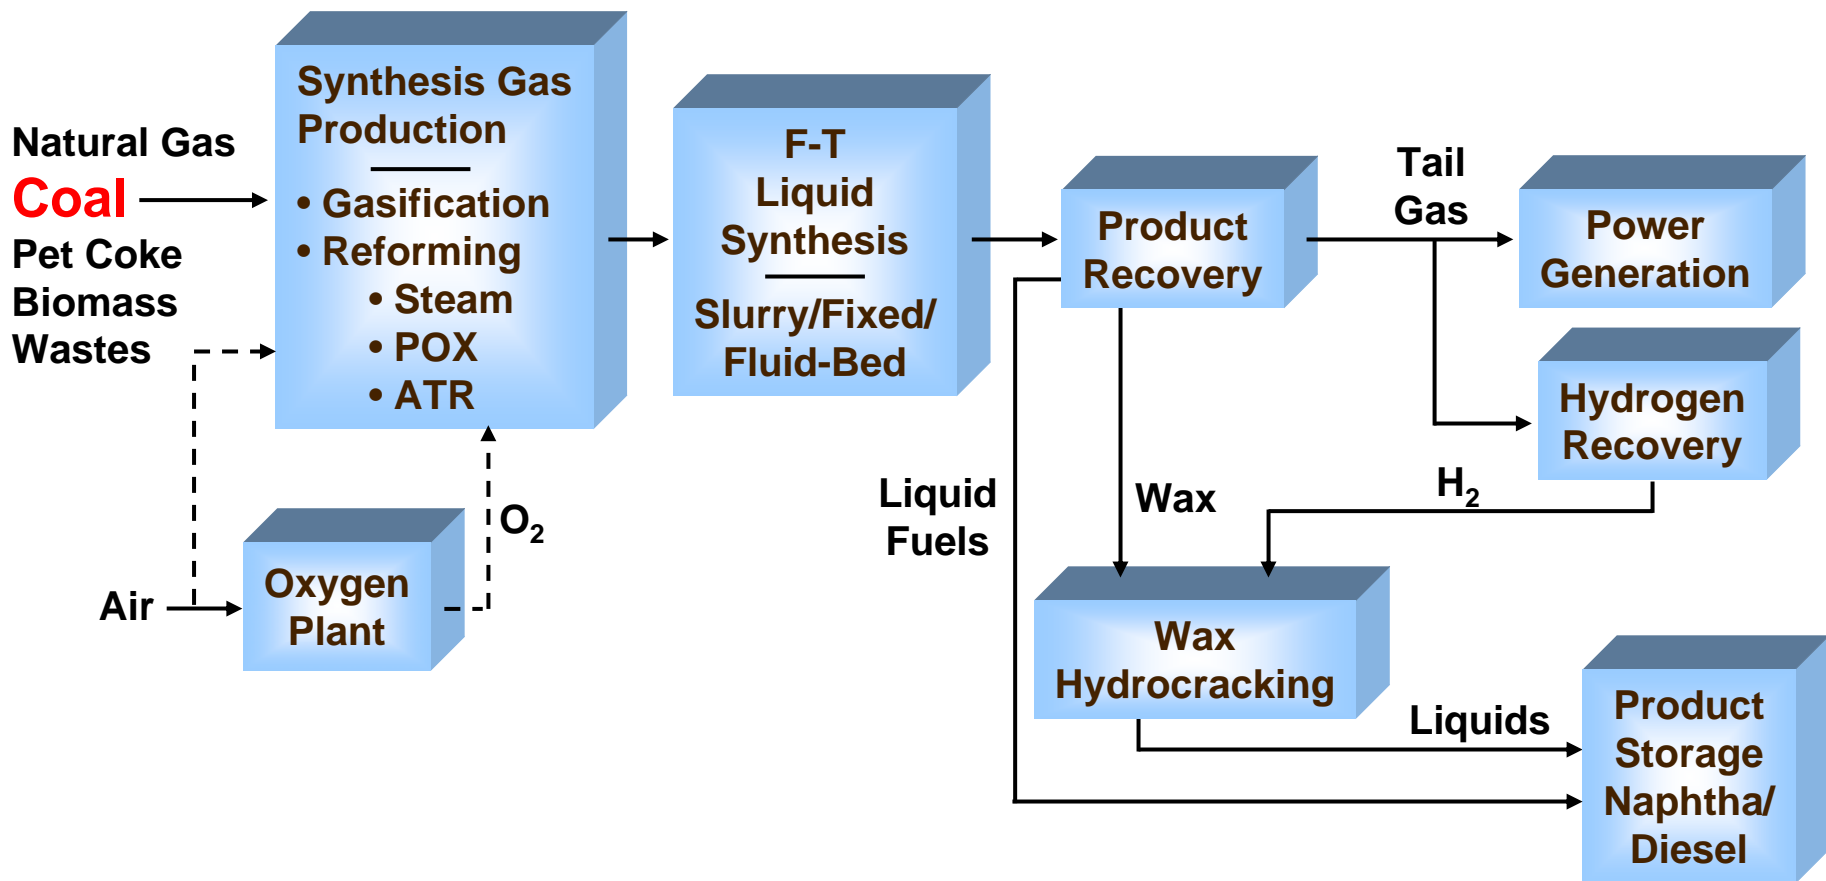 Natural Gas
Coal
Pet Coke
Biomass
Wastes
Synthesis Gas
Production
• Gasification
• Reforming
• Steam
• POX
• ATR
Air
Oxygen
Plant
O₂
F-T
Liquid
Synthesis
Slurry/Fixed/
Fluid-Bed
Product
Recovery
Tail
Gas
Power
Generation
Hydrogen
Recovery
H₂
Liquid
Fuels
Wax
Wax
Hydrocracking
Liquids
Product
Storage
Naphtha/
Diesel